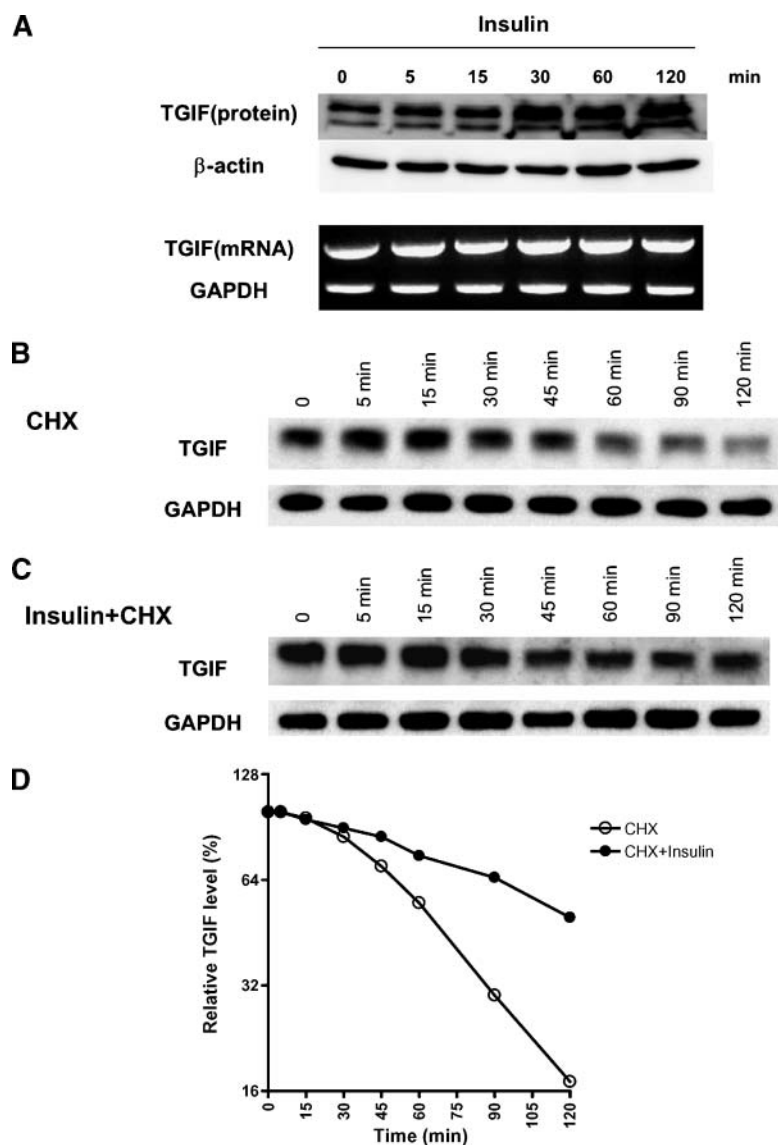 A
Insulin
0 5 15 30 60 120 min
TGIF(protein)
β-actin
TGIF(mRNA)
GAPDH
B
0 5 min 15 min 30 min 45 min 60 min 90 min 120 min
CHX
TGIF
GAPDH
C
0 5 min 15 min 30 min 45 min 60 min 90 min 120 min
Insulin+CHX
TGIF
GAPDH
D
128
64
32
16
Relative TGIF level (%)
CHX
CHX+Insulin
0 15 30 45 60 75 90 105 120
Time (min)